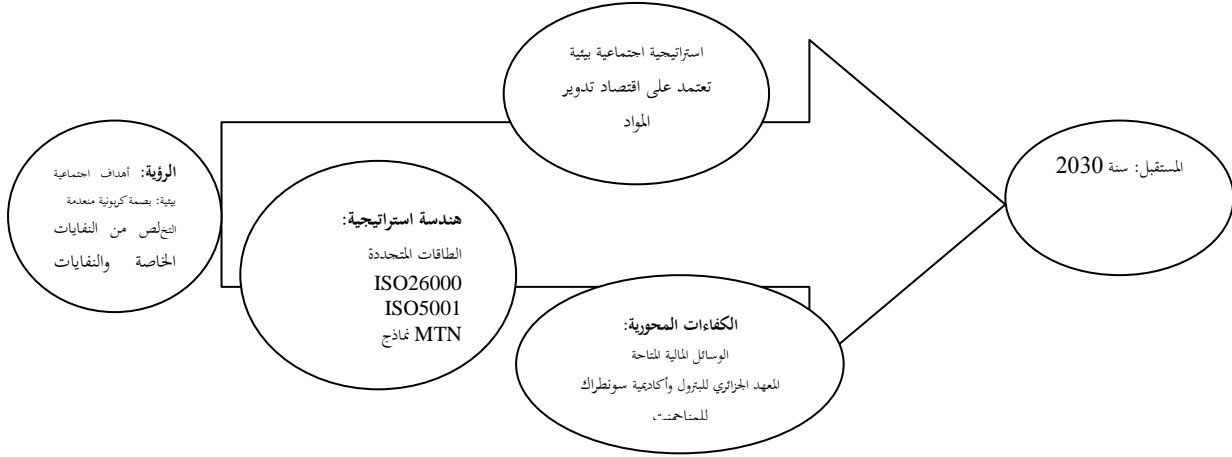 الرؤية: أهداف اجتماعية
بيئية: بصمة كربونية منعدمة
التخلص من النفايات
الخاصة والنفايات
استراتيجية اجتماعية بيئية
تعتمد على اقتصاد تدوير
المواد
هندسة استراتيجية:
الطاقات المتجددة
ISO26000
ISO5001
MTN نماذج
الكفاءات المحورية:
الوسائل المالية المتاحة
المعهد الجزائري للبترول وأكاديمية سونطراك
للمناجمنت
المستقبل: سنة 2030